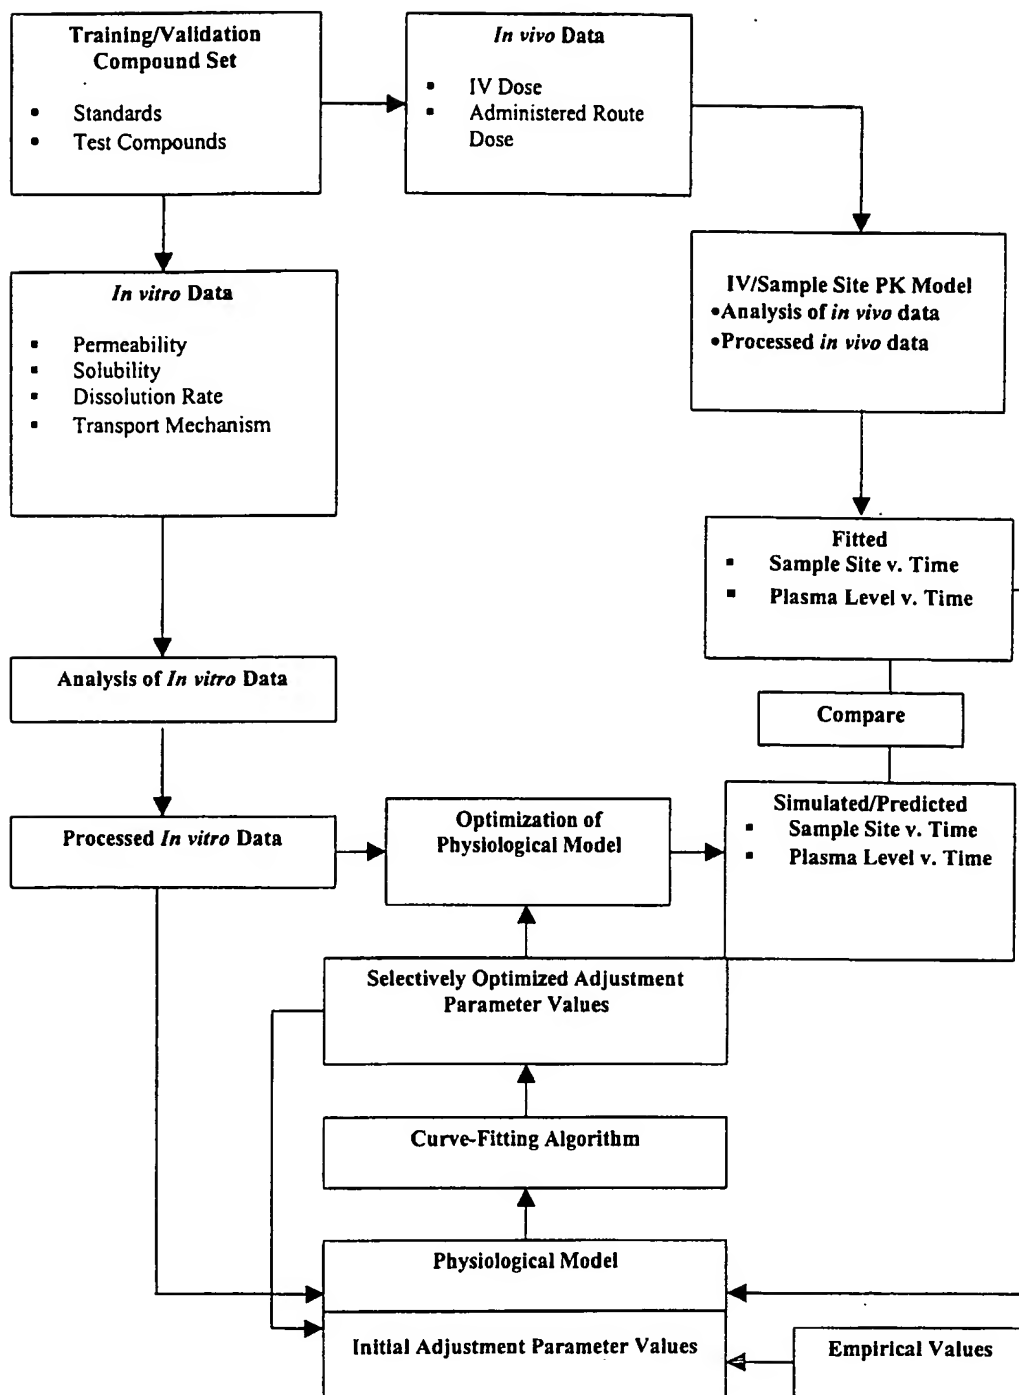 Training/Validation
Compound Set
• Standards
• Test Compounds
In vivo Data
▪ IV Dose
▪ Administered Route
Dose
In vitro Data
▪ Permeability
▪ Solubility
▪ Dissolution Rate
▪ Transport Mechanism
IV/Sample Site PK Model
•Analysis of in vivo data
•Processed in vivo data
Fitted
▪ Sample Site v. Time
▪ Plasma Level v. Time
Analysis of In vitro Data
Compare
Processed In vitro Data
Optimization of
Physiological Model
Simulated/Predicted
▪ Sample Site v. Time
▪ Plasma Level v. Time
Selectively Optimized Adjustment
Parameter Values
Curve-Fitting Algorithm
Physiological Model
Initial Adjustment Parameter Values
Empirical Values